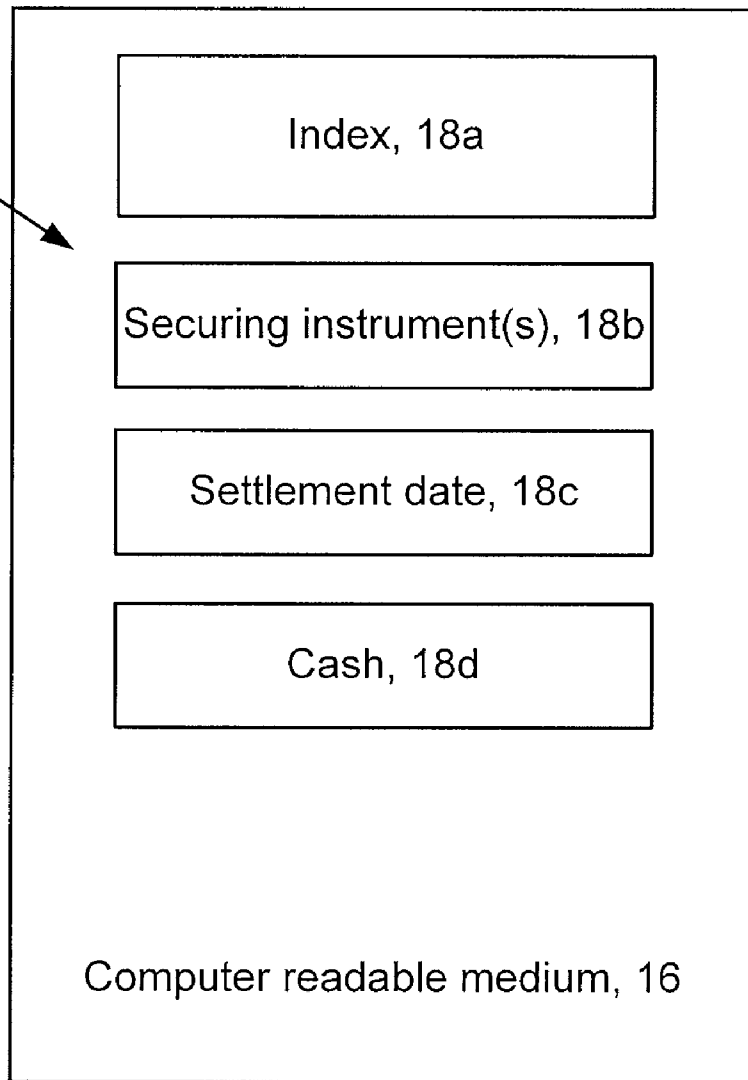 Index, 18a
Securing instrument(s), 18b
Settlement date, 18c
Cash, 18d
Computer readable medium, 16